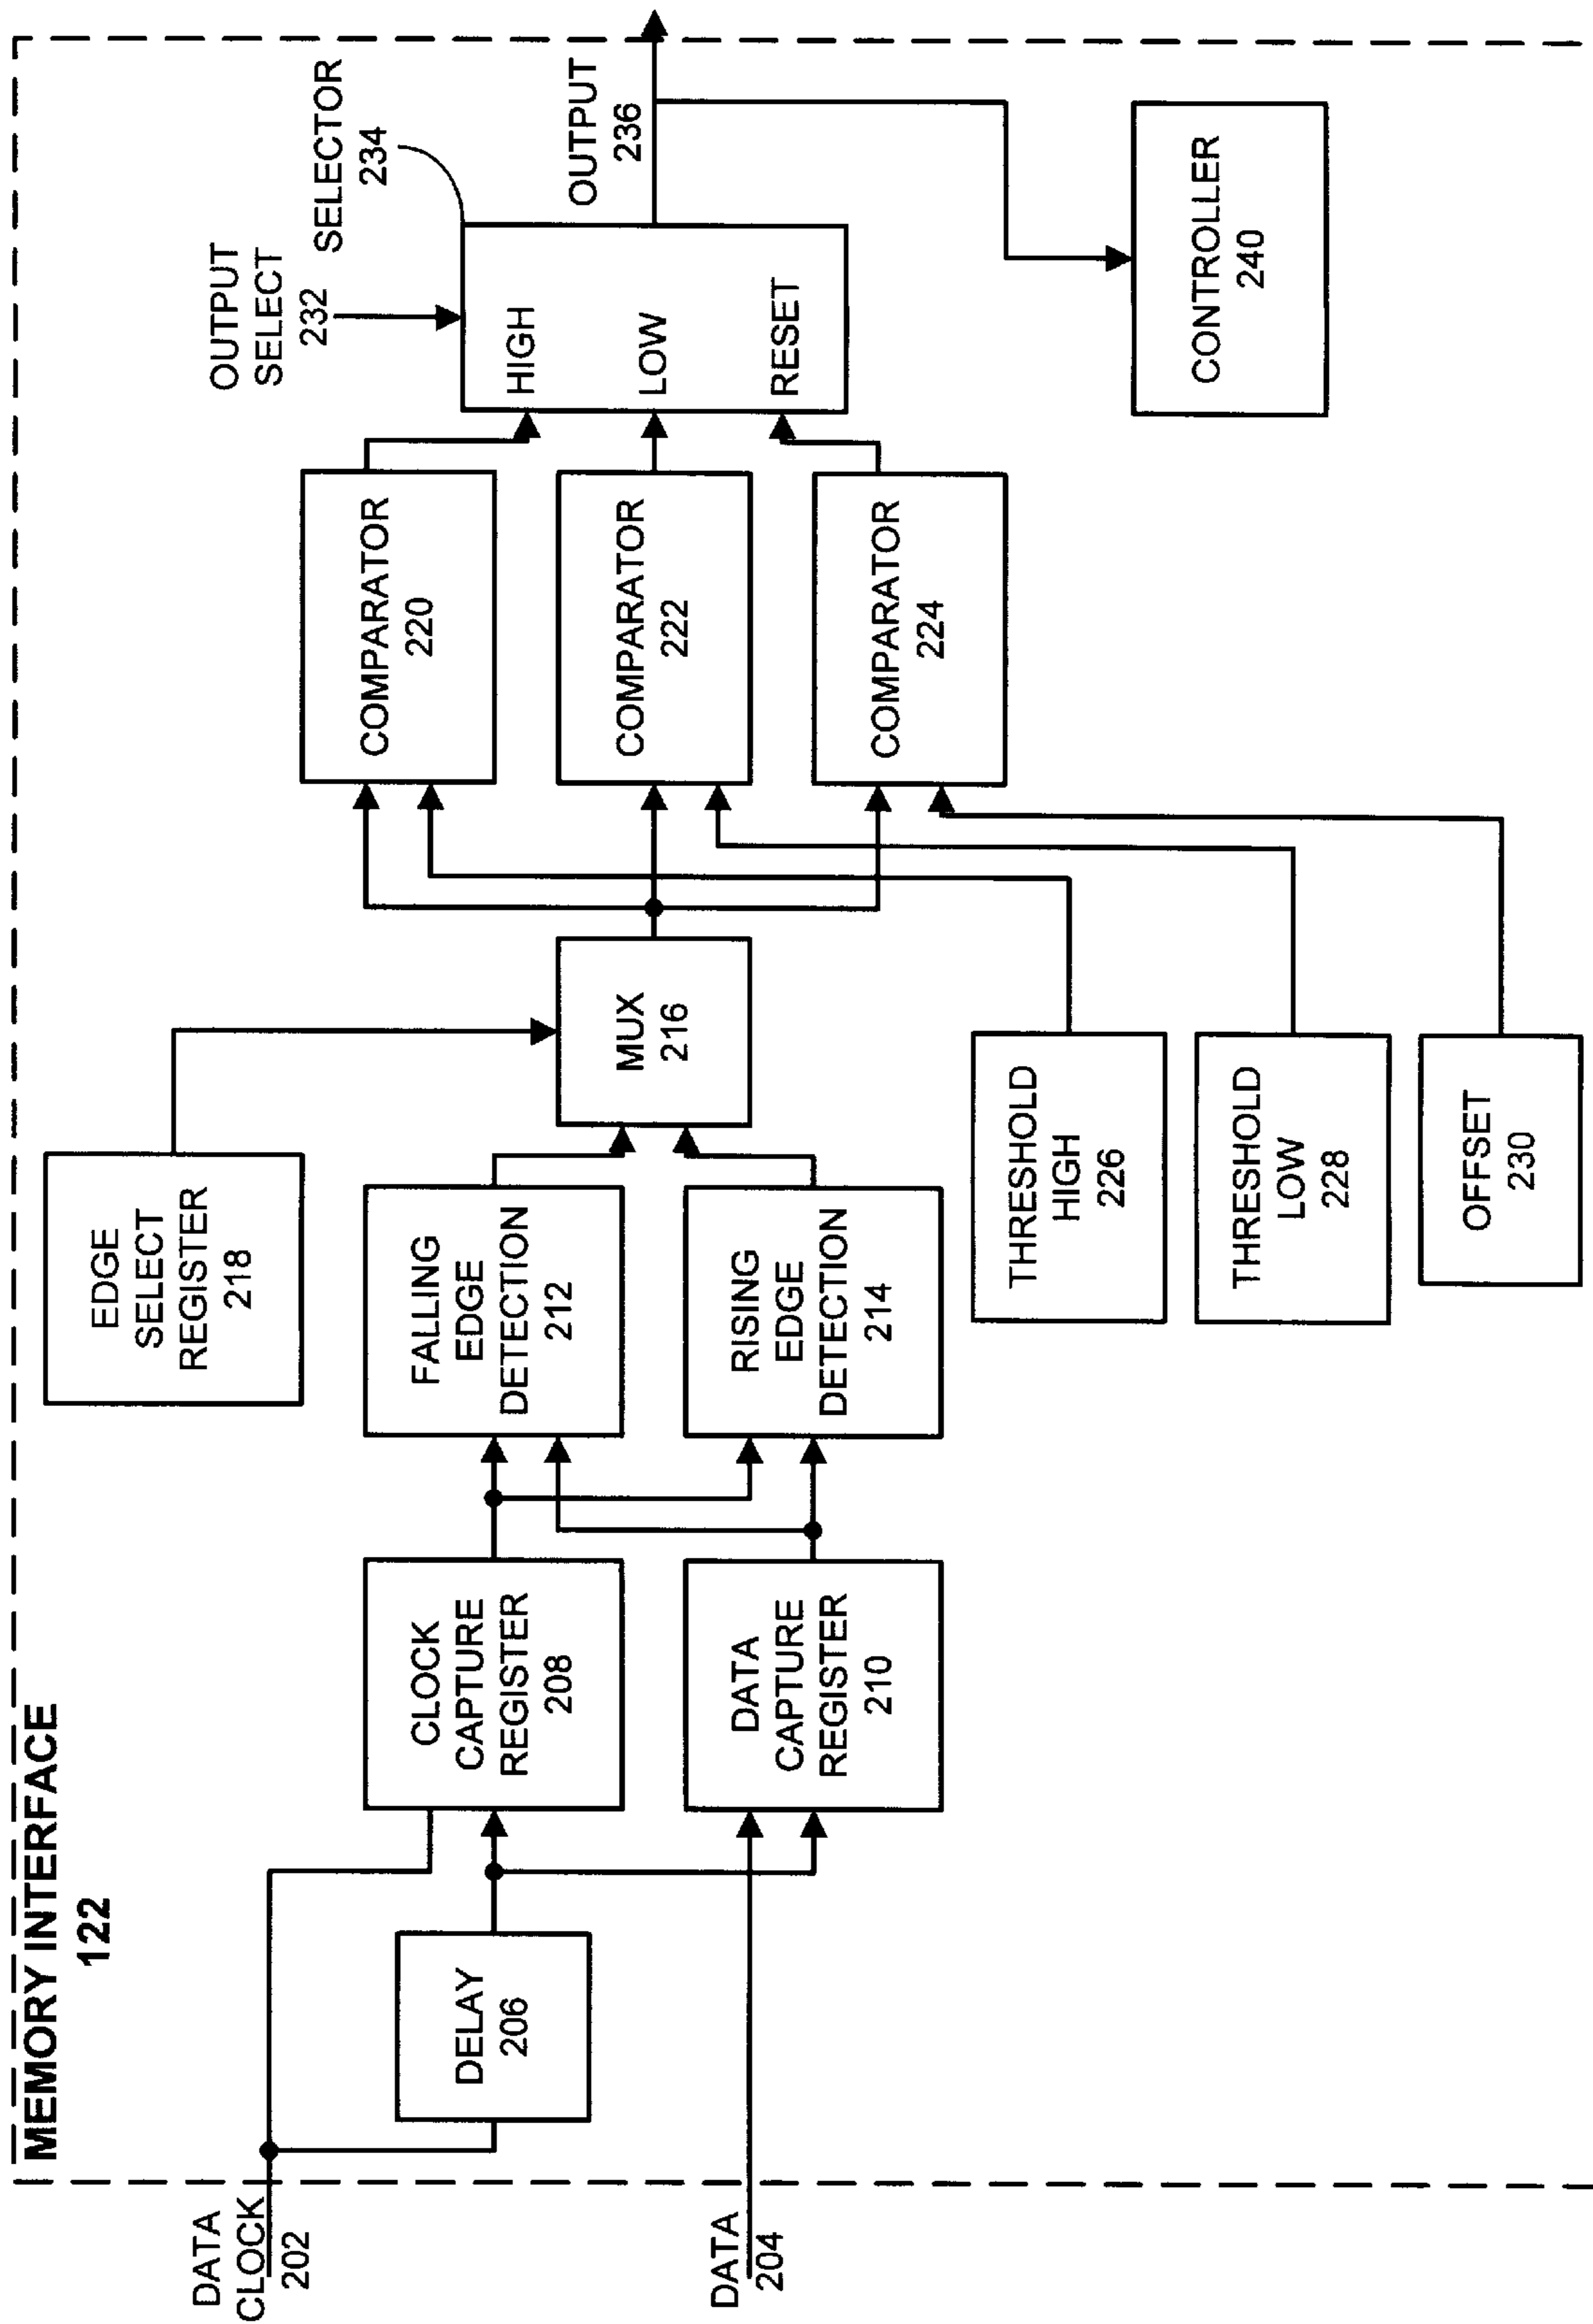 MEMORY INTERFACE
122
DATA
CLOCK
202
DATA
204
DELAY
206
CLOCK
CAPTURE
REGISTER
208
DATA
CAPTURE
REGISTER
210
EDGE
SELECT
REGISTER
218
FALLING
EDGE
DETECTION
212
RISING
EDGE
DETECTION
214
MUX
216
THRESHOLD
HIGH
226
THRESHOLD
LOW
228
OFFSET
230
COMPARATOR
220
COMPARATOR
222
COMPARATOR
224
OUTPUT
SELECT
232
SELECTOR
234
HIGH
LOW
RESET
OUTPUT
236
CONTROLLER
240